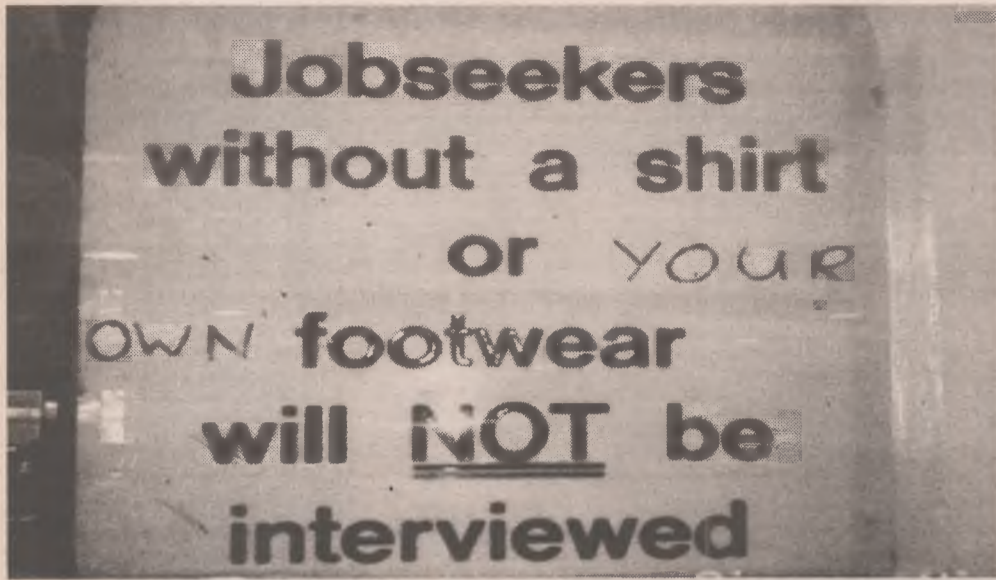 Jobseekers
without a shirt
or YOUR
OWN footwear
will NOT be
interviewed